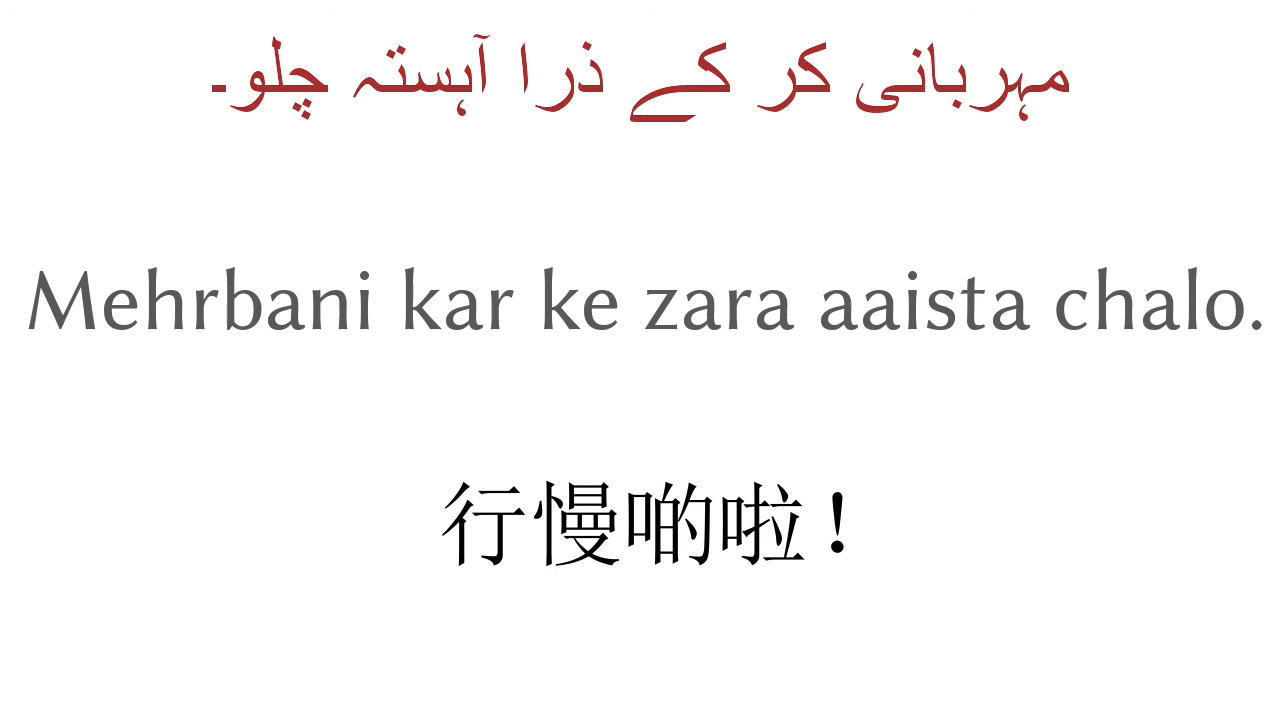 مہربانی کر کے ذرا آہستہ چلو۔
Mehrbani kar ke zara aaista chalo.
行慢啲啦！